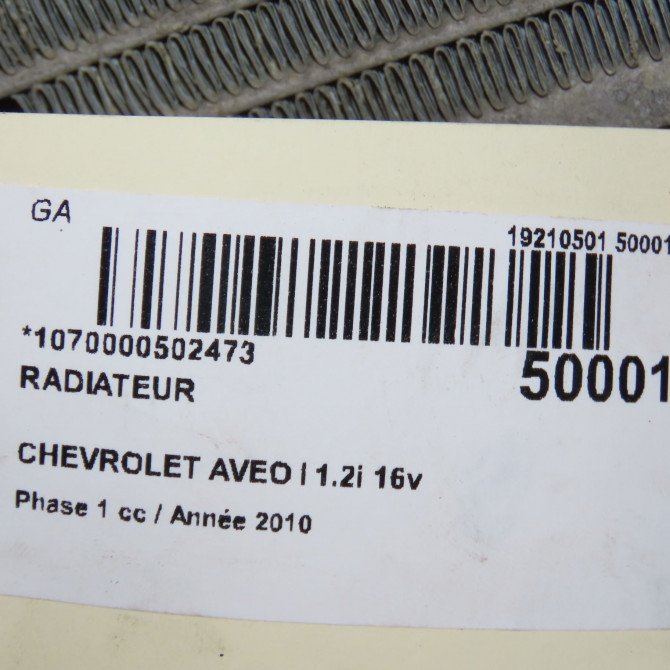 GA
19210501 50001
*1070000502473
50001
RADIATEUR
CHEVROLET AVEO I 1.2i 16v
Phase 1 cc / Année 2010